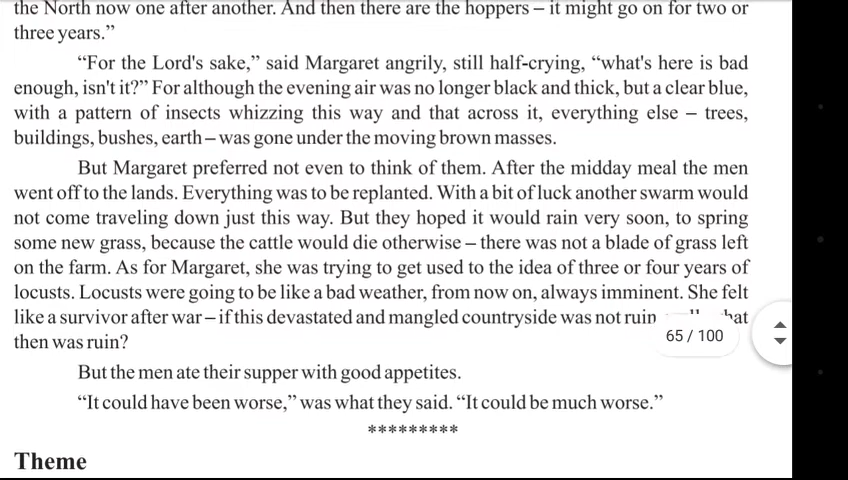 the North now one after another. And then there are the hoppers – it might go on for two or
three years.”
“For the Lord's sake,” said Margaret angrily, still half-crying, “what's here is bad
enough, isn't it?” For although the evening air was no longer black and thick, but a clear blue,
with a pattern of insects whizzing this way and that across it, everything else – trees,
buildings, bushes, earth – was gone under the moving brown masses.
But Margaret preferred not even to think of them. After the midday meal the men
went off to the lands. Everything was to be replanted. With a bit of luck another swarm would
not come traveling down just this way. But they hoped it would rain very soon, to spring
some new grass, because the cattle would die otherwise – there was not a blade of grass left
on the farm. As for Margaret, she was trying to get used to the idea of three or four years of
locusts. Locusts were going to be like a bad weather, from now on, always imminent. She felt
like a survivor after war – if this devastated and mangled countryside was not ruin
then was ruin?
65 / 100
But the men ate their supper with good appetites.
“It could have been worse,” was what they said. “It could be much worse.”
*********
Theme